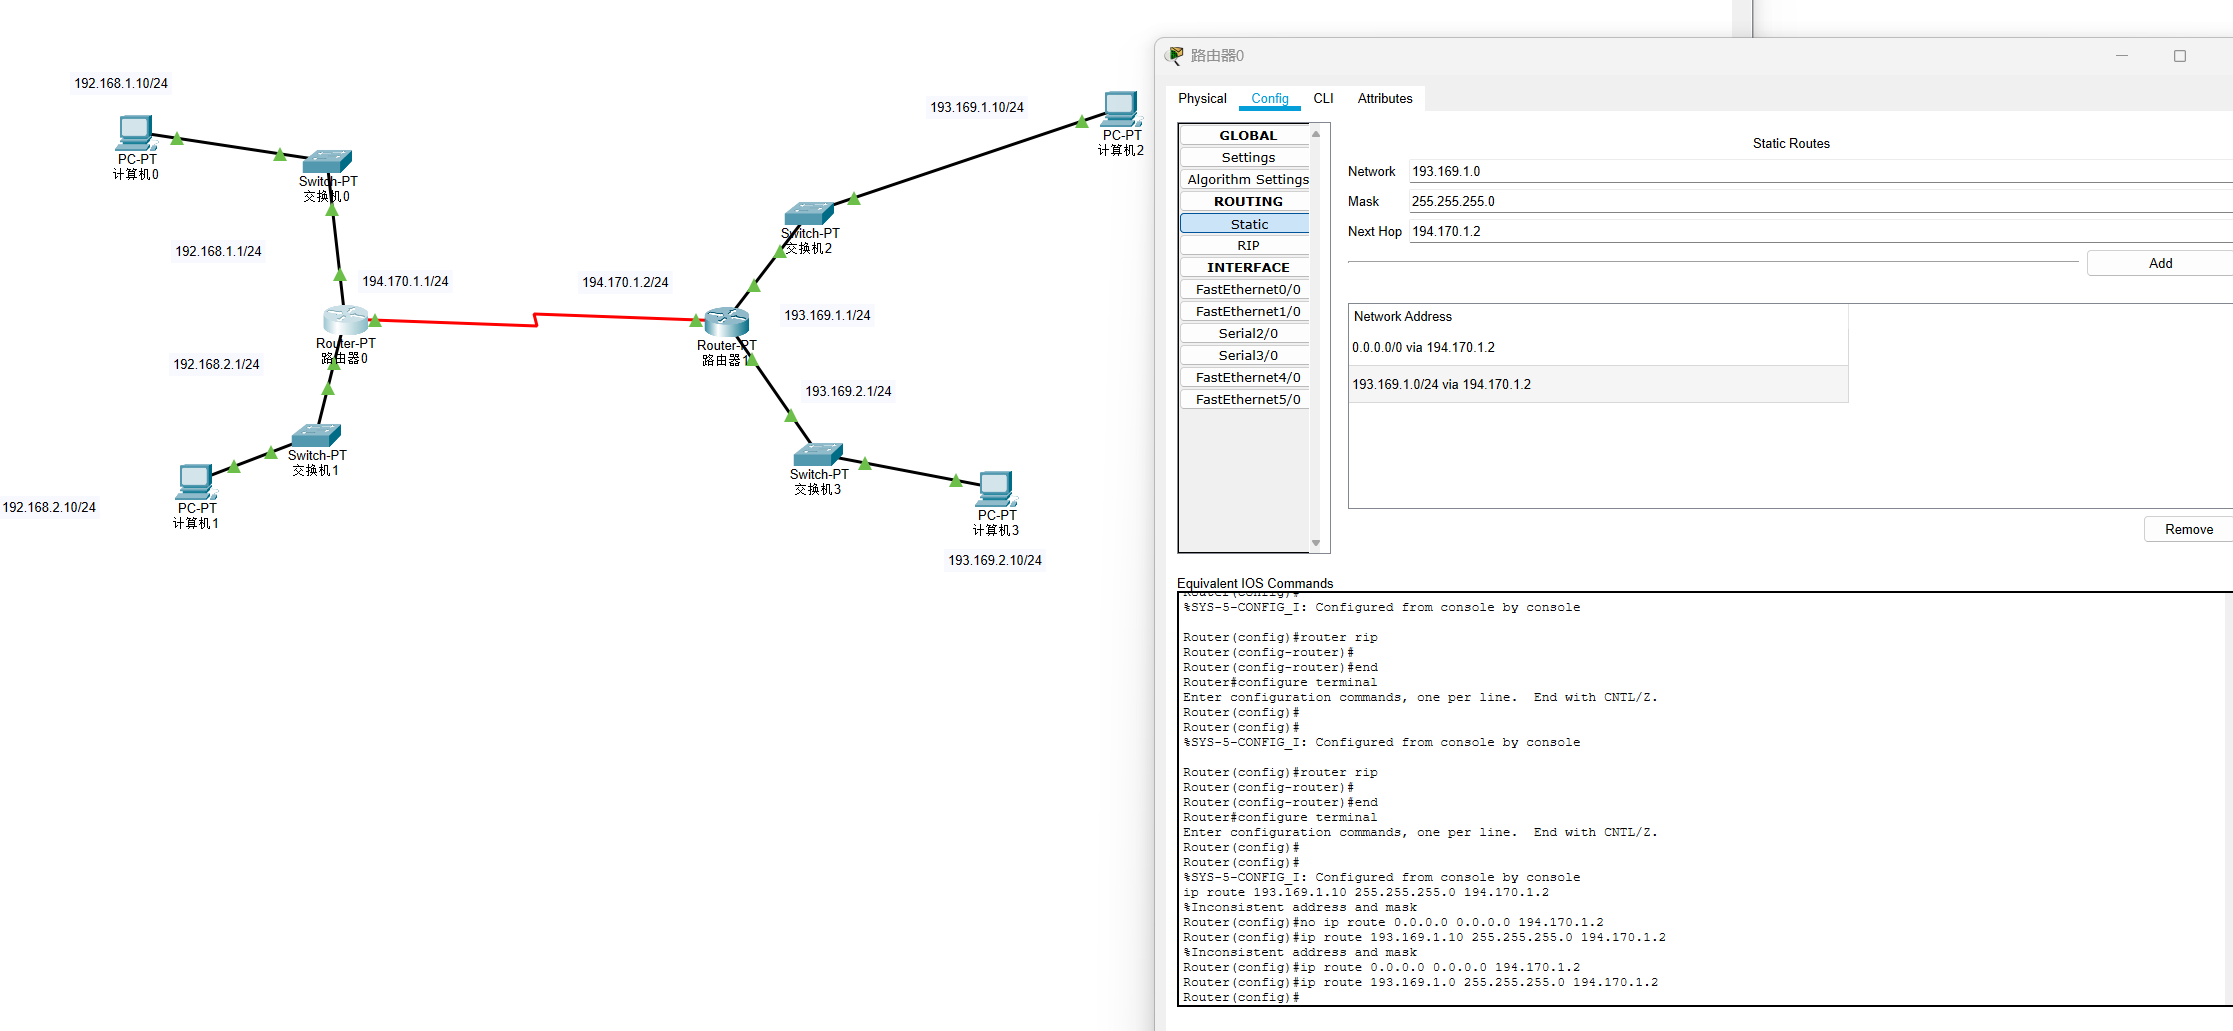 192.168.1.10/24
PC-PT
计算机0
Switch-PT
交换机0
192.168.1.1/24
194.170.1.1/24
Router-PT
路由器0
192.168.2.1/24
Switch-PT
交换机1
PC-PT
计算机1
192.168.2.10/24
193.169.1.10/24
PC-PT
计算机2
Switch-PT
交换机2
194.170.1.2/24
193.169.1.1/24
Router-PT
路由器1
193.169.2.1/24
Switch-PT
交换机3
PC-PT
计算机3
193.169.2.10/24
路由器0
Physical Config CLI Attributes
GLOBAL
Settings
Algorithm Settings
ROUTING
Static
RIP
INTERFACE
FastEthernet0/0
FastEthernet1/0
Serial2/0
Serial3/0
FastEthernet4/0
FastEthernet5/0
Static Routes
Network 193.169.1.0
Mask 255.255.255.0
Next Hop 194.170.1.2
Add
Network Address
0.0.0.0/0 via 194.170.1.2
193.169.1.0/24 via 194.170.1.2
Remove
Equivalent IOS Commands
Router(config)#
%SYS-5-CONFIG_I: Configured from console by console
Router(config)#router rip
Router(config-router)#
Router(config-router)#end
Router#configure terminal
Enter configuration commands, one per line. End with CNTL/Z.
Router(config)#
Router(config)#
%SYS-5-CONFIG_I: Configured from console by console
Router(config)#router rip
Router(config-router)#
Router(config-router)#end
Router#configure terminal
Enter configuration commands, one per line. End with CNTL/Z.
Router(config)#
Router(config)#
%SYS-5-CONFIG_I: Configured from console by console
ip route 193.169.1.10 255.255.255.0 194.170.1.2
%Inconsistent address and mask
Router(config)#no ip route 0.0.0.0 0.0.0.0 194.170.1.2
Router(config)#ip route 193.169.1.10 255.255.255.0 194.170.1.2
%Inconsistent address and mask
Router(config)#ip route 0.0.0.0 0.0.0.0 194.170.1.2
Router(config)#ip route 193.169.1.0 255.255.255.0 194.170.1.2
Router(config)#